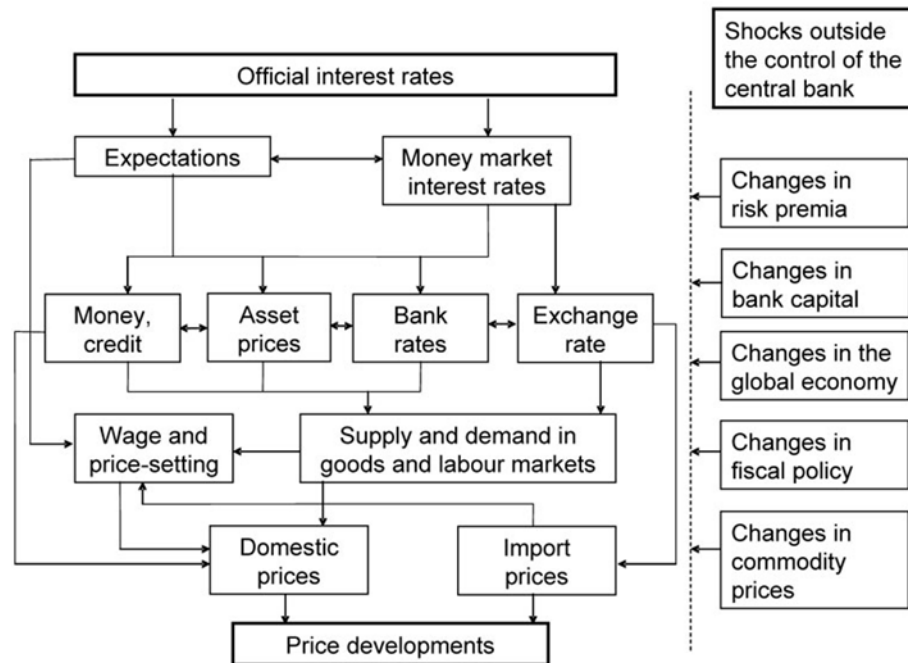 Shocks outside
the control of the
central bank
Official interest rates
Expectations
Money market
interest rates
Changes in
risk premia
Changes in
bank capital
Money,
credit
Asset
prices
Bank
rates
Exchange
rate
Changes in the
global economy
Wage and
price-setting
Supply and demand in
goods and labour markets
Changes in
fiscal policy
Domestic
prices
Import
prices
Changes in
commodity
prices
Price developments